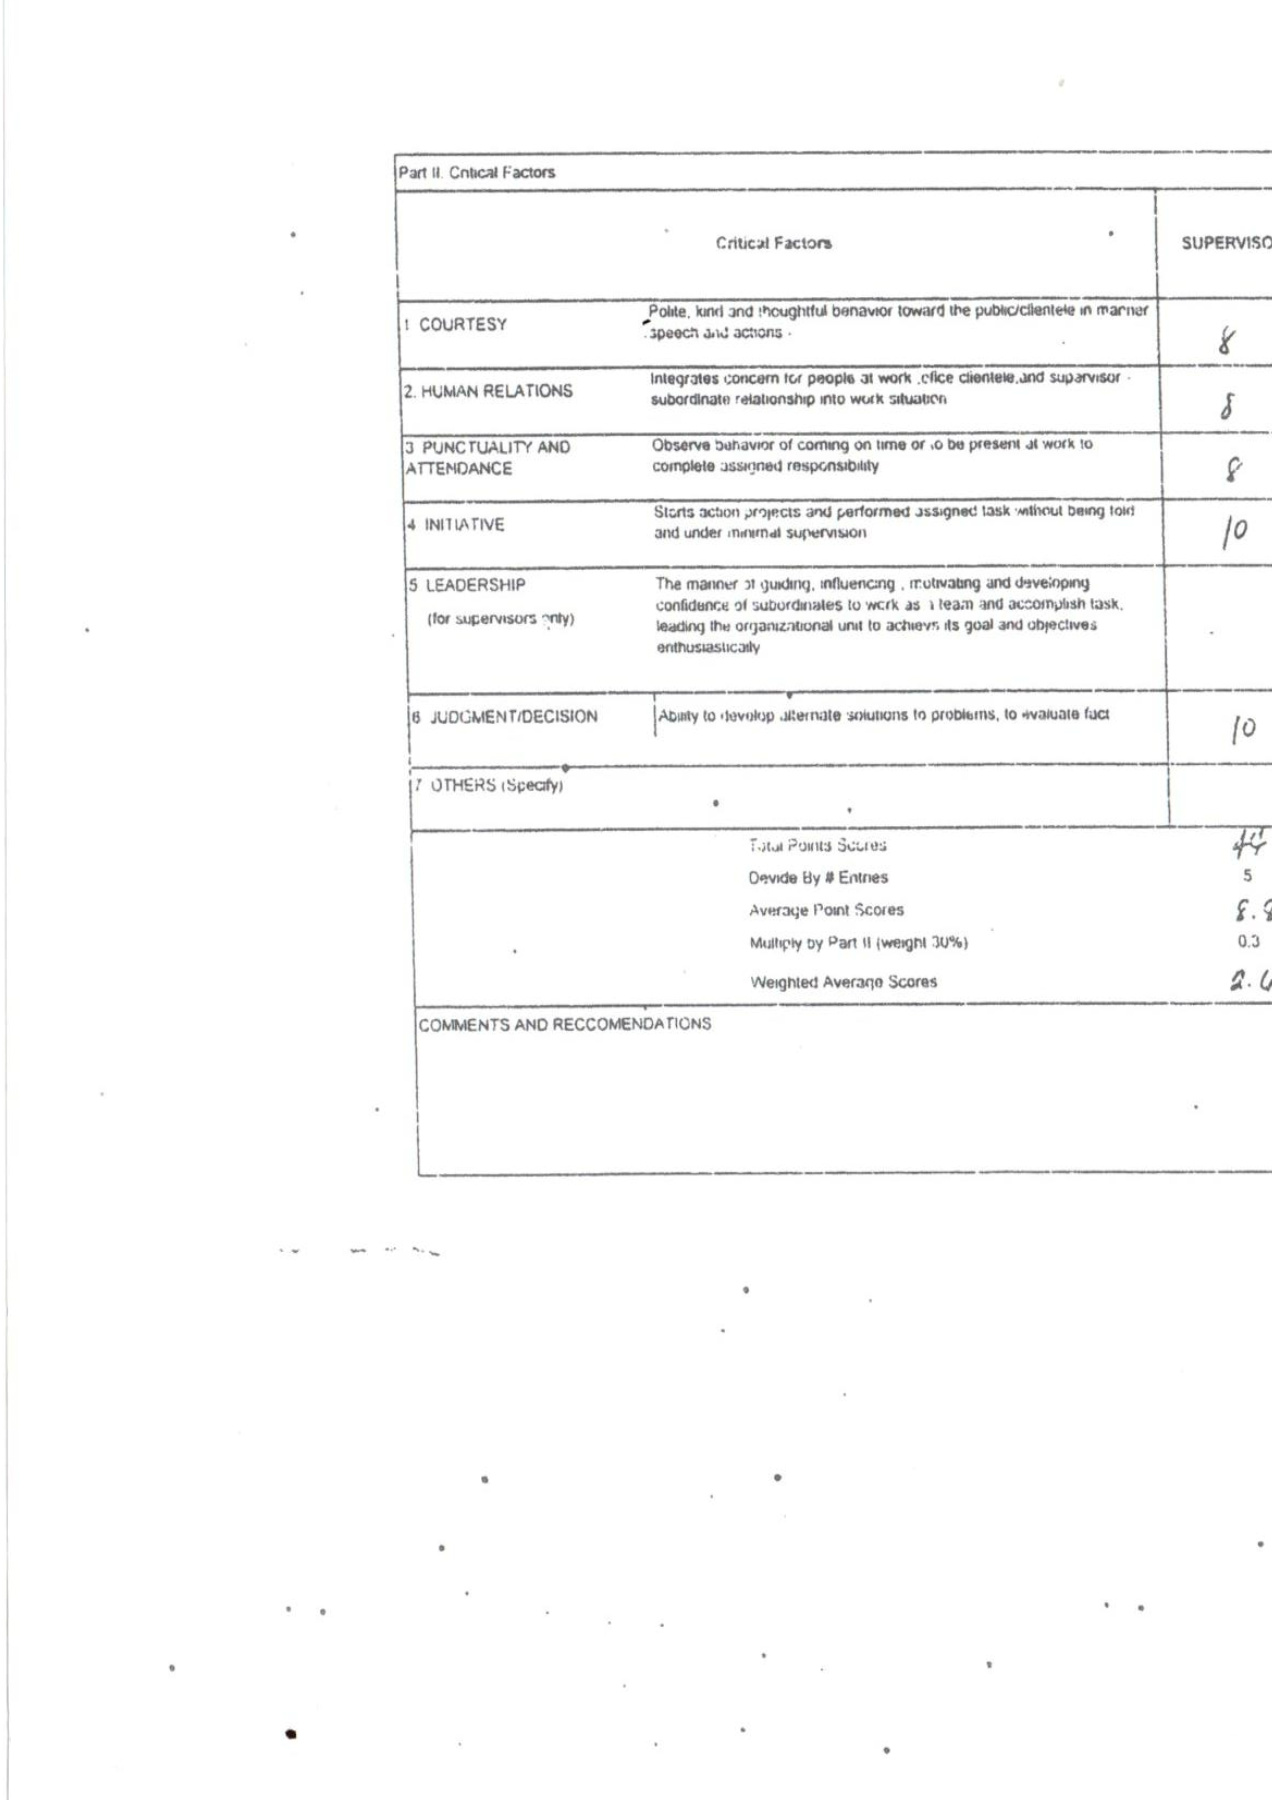 Part II. Critical Factors
Critical Factors
SUPERVISO
1 COURTESY
Polite, kind and thoughtful behavior toward the public/clientele in manner
speech and actions
8
2. HUMAN RELATIONS
Integrates concern for people at work ,office clientele,and supervisor -
subordinate relationship into work situation
8
3 PUNCTUALITY AND
ATTENDANCE
Observe behavior of coming on time or to be present at work to
complete assigned responsibility
8
4 INITIATIVE
Starts action projects and performed assigned task without being told
and under minimal supervision
10
5 LEADERSHIP
(for supervisors only)
The manner of guiding, influencing , motivating and developing
confidence of subordinates to work as a team and accomplish task,
leading the organizational unit to achieve its goal and objectives
enthusiastically
6 JUDGMENT/DECISION
Ability to develop alternate solutions to problems, to evaluate fact
10
7 OTHERS (Specify)
Total Points Scores 44
Devide By # Entries 5
Average Point Scores 8.8
Multiply by Part II (weight 30%) 0.3
Weighted Average Scores 2.6
COMMENTS AND RECCOMENDATIONS